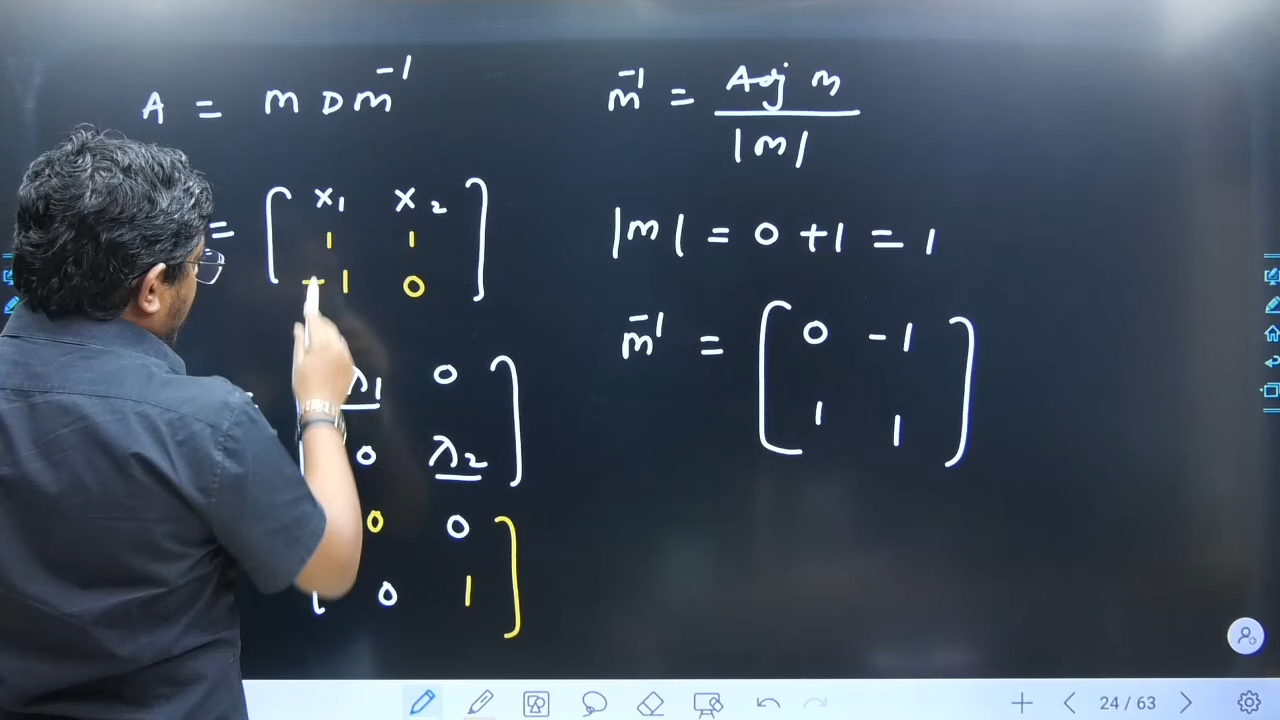 A = m D m⁻¹
= [ x₁ x₂
1 1
-1 0 ]
λ₁ 0
0 λ₂ ]
0 0
0 1 ]
m⁻¹ = Adj m / |m|
|m| = 0 + 1 = 1
m⁻¹ = [ 0 -1
1 1 ]
24 / 63